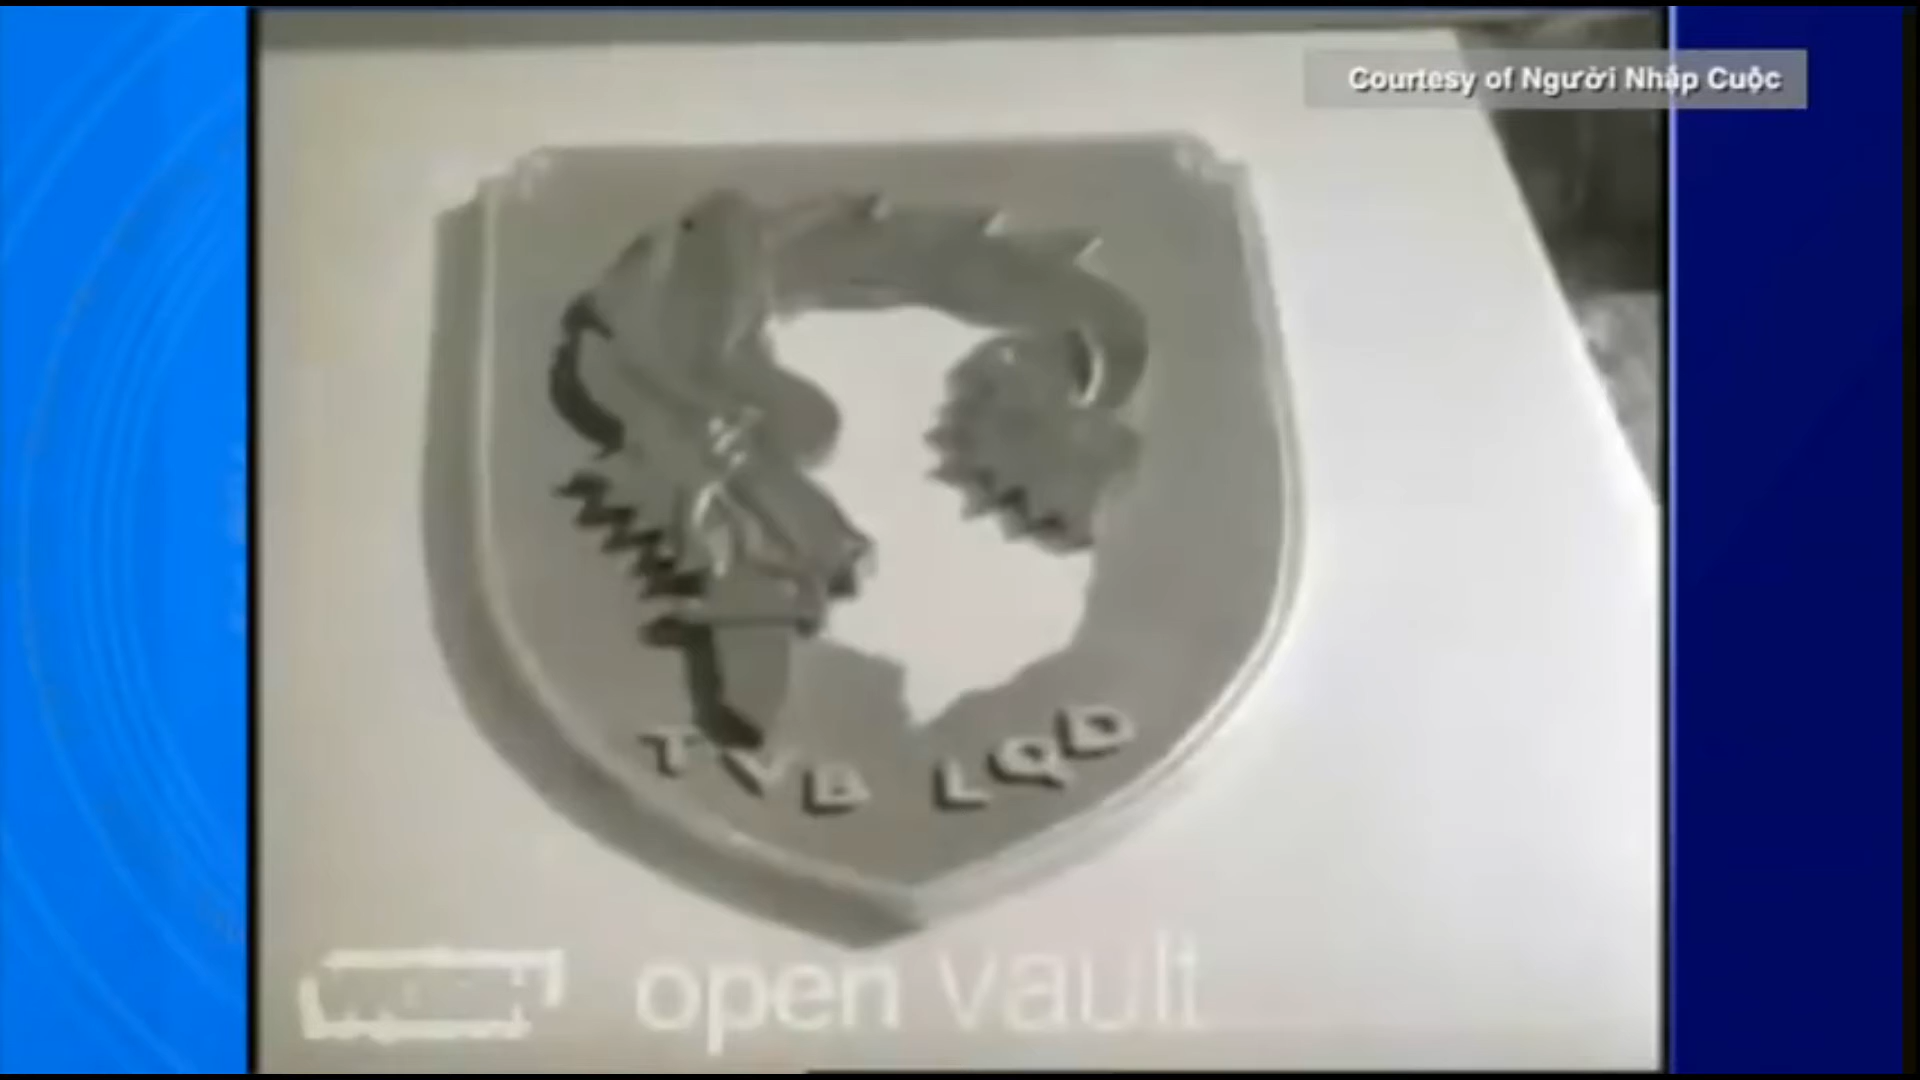 Courtesy of Người Nhập Cuộc
TVB LQD
open vault